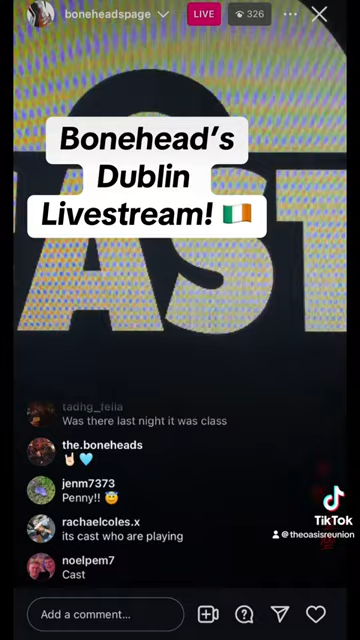 boneheadspage
LIVE
326
AST
Bonehead's
Dublin
Livestream! 🇮🇪
tadhg_fella
Was there last night it was class
the.boneheads
🤘🏻🩵
jenm7373
Penny!! 😇
rachaelcoles.x
its cast who are playing
noelpem7
Cast
TikTok
@theoasisreunion
Add a comment...